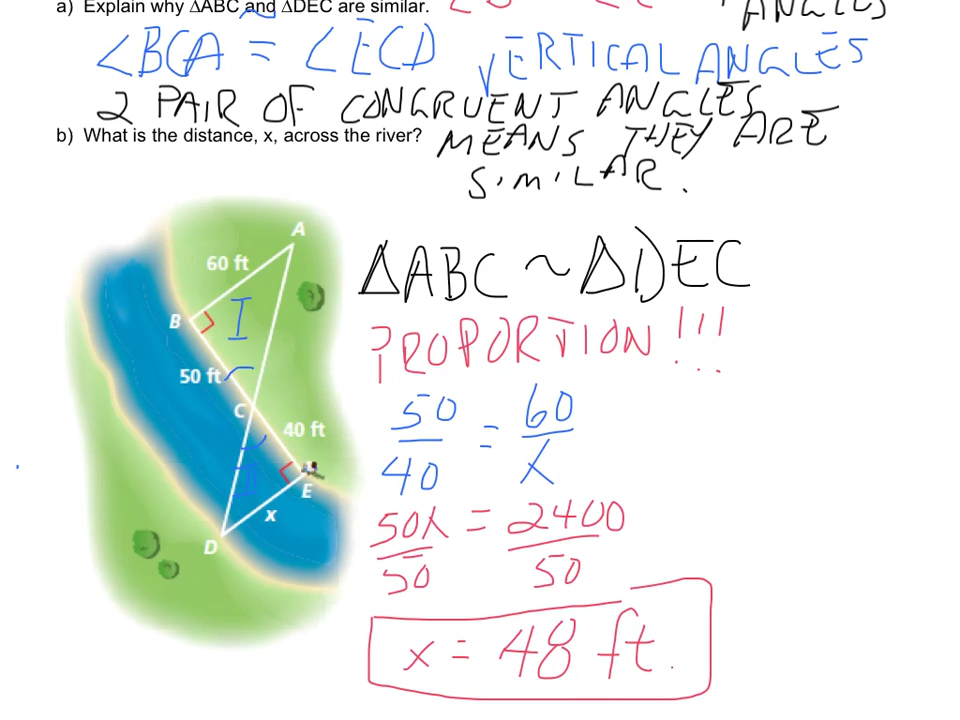 a) Explain why ΔABC and ΔDEC are similar.
ANGLES
∠BCA ≅ ∠ECD VERTICAL ANGLES
2 PAIR OF CONGRUENT ANGLES
b) What is the distance, x, across the river?
MEANS THEY ARE
SIMILAR.
A
60 ft
B
I
50 ft
C
40 ft
II
E
x
D
ΔABC ~ ΔDEC
PROPORTION!!!
50/40 = 60/x
50x/50 = 2400/50
x = 48 ft.